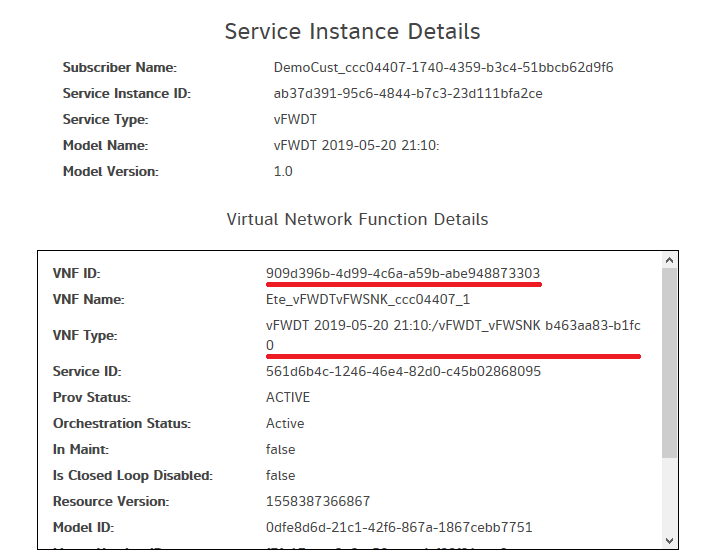 Service Instance Details
Subscriber Name: DemoCust_ccc04407-1740-4359-b3c4-51bbcb62d9f6
Service Instance ID: ab37d391-95c6-4844-b7c3-23d111bfa2ce
Service Type: vFWDT
Model Name: vFWDT 2019-05-20 21:10:
Model Version: 1.0
Virtual Network Function Details
VNF ID: 909d396b-4d99-4c6a-a59b-abe948873303
VNF Name: Ete_vFWDTvFWSNK_ccc04407_1
VNF Type: vFWDT 2019-05-20 21:10:/vFWDT_vFWSNK b463aa83-b1fc
0
Service ID: 561d6b4c-1246-46e4-82d0-c45b02868095
Prov Status: ACTIVE
Orchestration Status: Active
In Maint: false
Is Closed Loop Disabled: false
Resource Version: 1558387366867
Model ID: 0dfe8d6d-21c1-42f6-867a-1867cebb7751